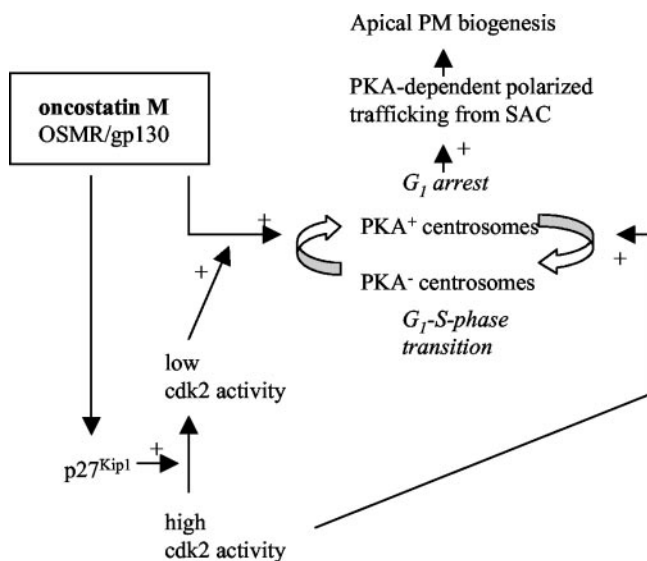 Apical PM biogenesis
oncostatin M
OSMR/gp130
PKA-dependent polarized
trafficking from SAC
+
G₁ arrest
+
PKA⁺ centrosomes
+
PKA⁻ centrosomes
+
G₁-S-phase
transition
low
cdk2 activity
+
p27ᴷⁱᵖ¹
high
cdk2 activity